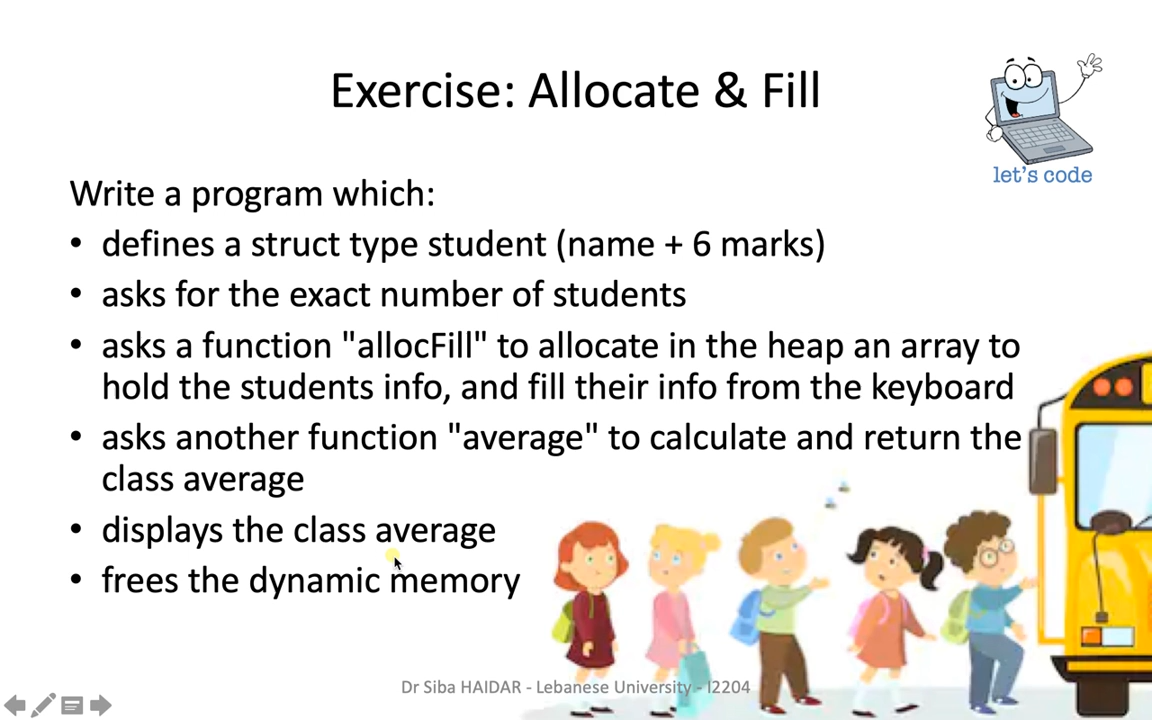 Exercise: Allocate & Fill
let's code
Write a program which:
• defines a struct type student (name + 6 marks)
• asks for the exact number of students
• asks a function "allocFill" to allocate in the heap an array to
hold the students info, and fill their info from the keyboard
• asks another function "average" to calculate and return the
class average
• displays the class average
• frees the dynamic memory
Dr Siba HAIDAR - Lebanese University - I2204